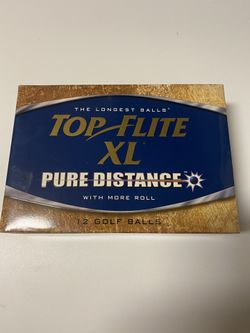 THE LONGEST BALLS
TOP-FLITE
XL
PURE DISTANCE
WITH MORE ROLL
12 GOLF BALLS